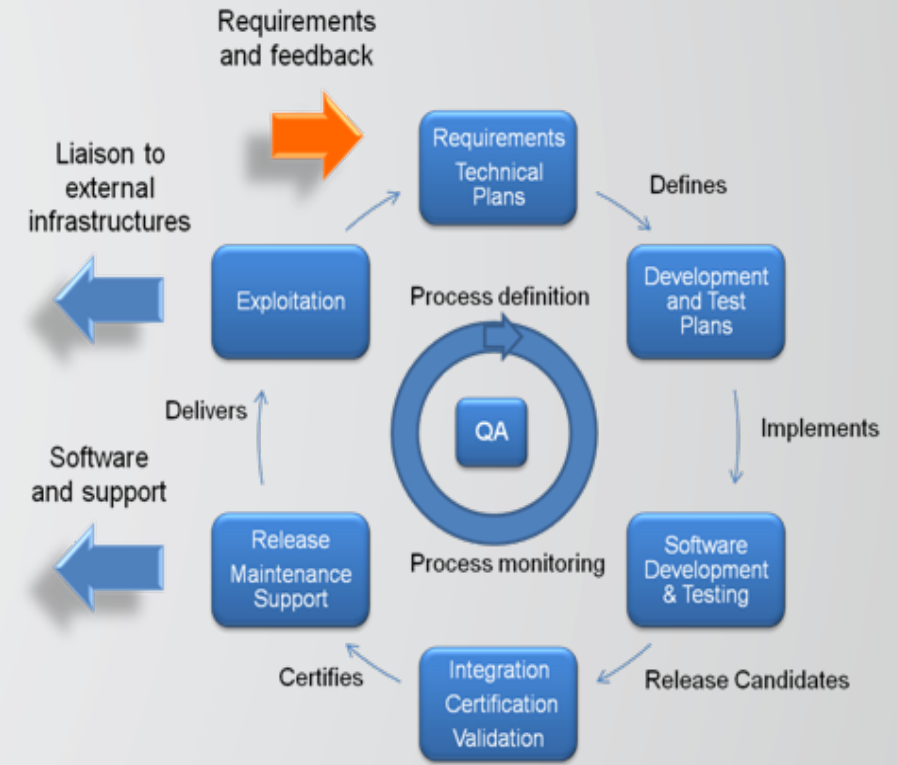 Requirements
and feedback
Requirements
Technical
Plans
Defines
Liaison to
external
infrastructures
Exploitation
Process definition
Development
and Test
Plans
Delivers
QA
Implements
Software
and support
Release
Maintenance
Support
Process monitoring
Software
Development
& Testing
Certifies
Integration
Certification
Validation
Release Candidates